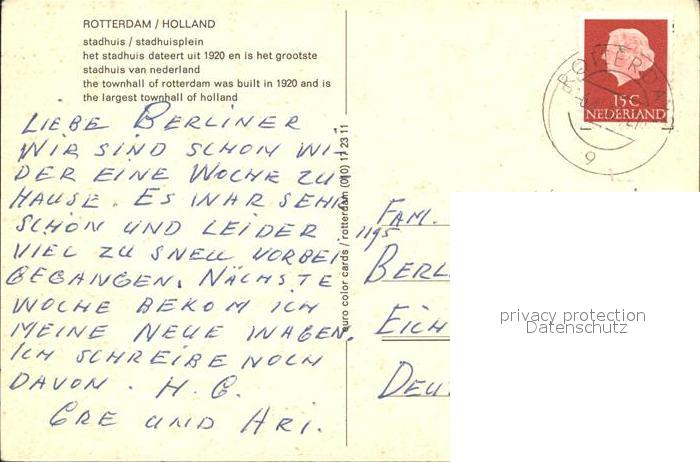 ROTTERDAM / HOLLAND
stadhuis / stadhuisplein
het stadhuis dateert uit 1920 en is het grootste
stadhuis van nederland
the townhall of rotterdam was built in 1920 and is
the largest townhall of holland
LIEBE BERLINER
WIR SIND SCHON WI-
DER EINE WOCHE ZU
HAUSE. ES WAR SEHR
SCHÖN UND LEIDER
VIEL ZU SNELL VORBEI
GEGANGEN. NÄCHSTE
WOCHE BEKOM ICH
MEINE NEUE WAGEN.
ICH SCHREIBE NOCH
DAVON. H. G.
GRE UND ARI.
euro color cards / rotterdam (010) 17 23 11
15 C
NEDERLAND
ROTTERDAM
9
FAM.
1195
BERL
EICH
DEU
privacy protection
Datenschutz